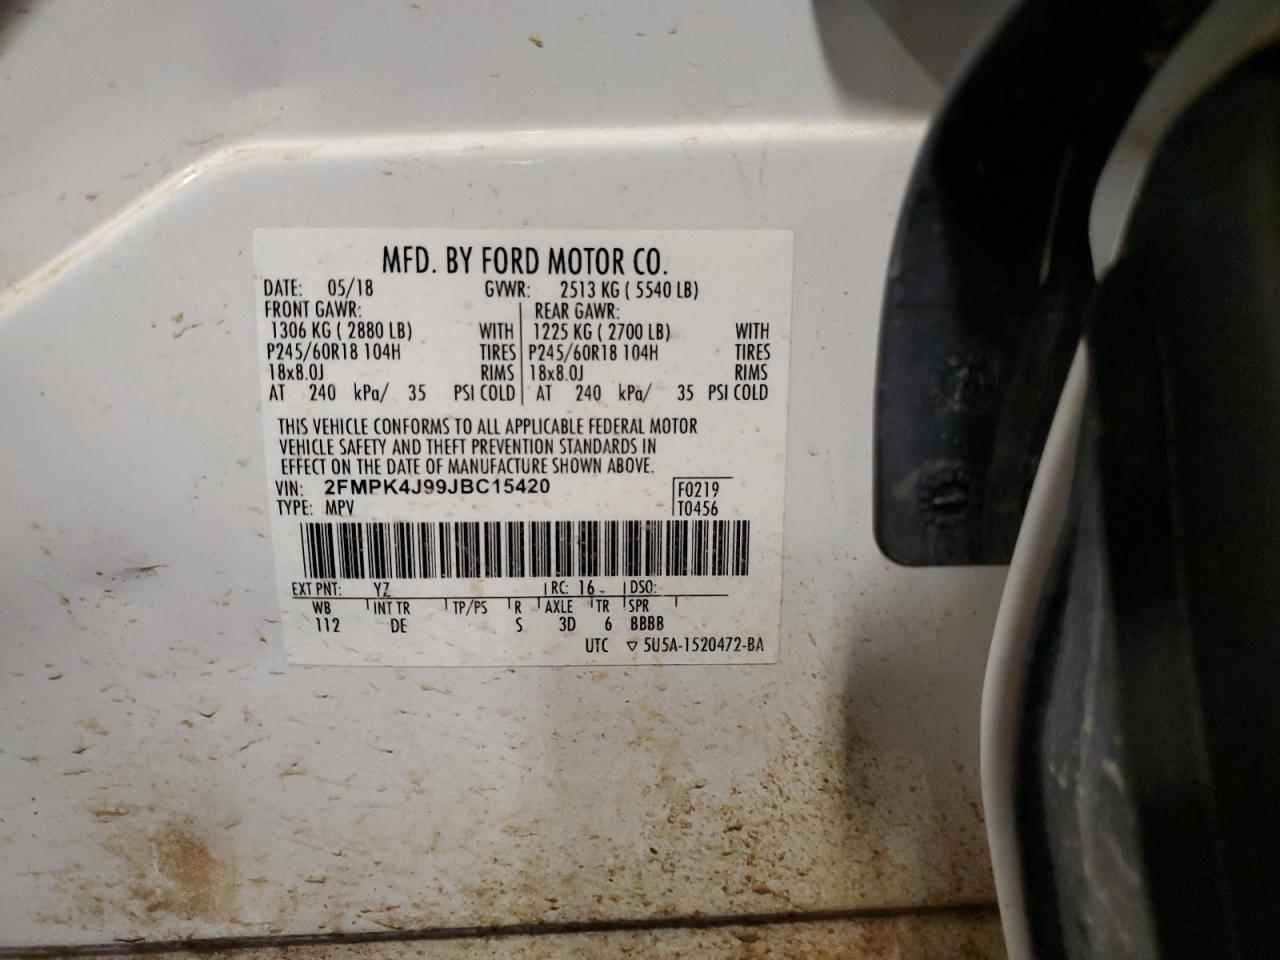 MFD. BY FORD MOTOR CO.
DATE: 05/18 GVWR: 2513 KG ( 5540 LB)
FRONT GAWR: REAR GAWR:
1306 KG ( 2880 LB) WITH 1225 KG ( 2700 LB) WITH
P245/60R18 104H TIRES P245/60R18 104H TIRES
18x8.0J RIMS 18x8.0J RIMS
AT 240 kPa/ 35 PSI COLD AT 240 kPa/ 35 PSI COLD
THIS VEHICLE CONFORMS TO ALL APPLICABLE FEDERAL MOTOR
VEHICLE SAFETY AND THEFT PREVENTION STANDARDS IN
EFFECT ON THE DATE OF MANUFACTURE SHOWN ABOVE.
VIN: 2FMPK4J99JBC15420 F0219
TYPE: MPV T0456
EXT PNT: YZ RC: 16 DSO:
WB INT TR TP/PS R AXLE TR SPR
112 DE S 3D 6 BBBB
UTC ▽ 5U5A-1520472-BA